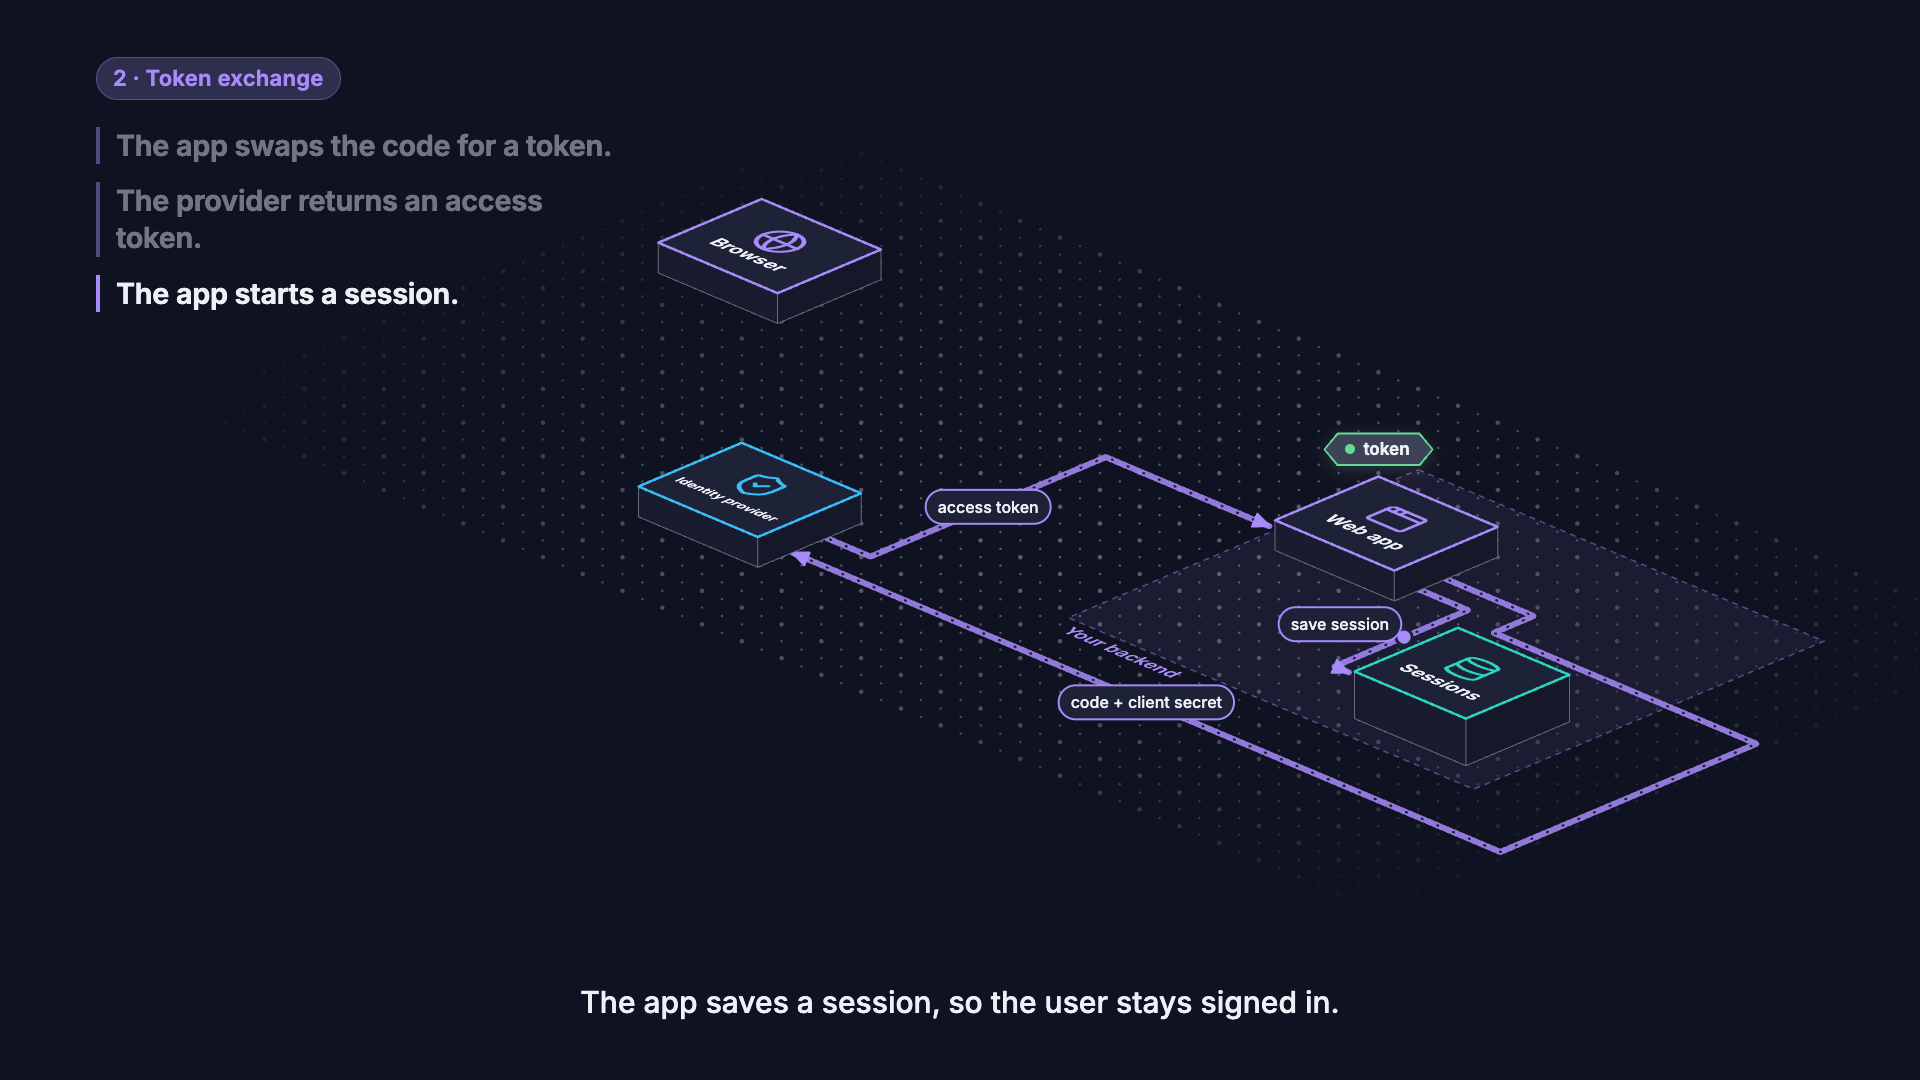 2 · Token exchange
The app swaps the code for a token.
The provider returns an access
token.
The app starts a session.
Browser
Identity provider
access token
token
Web app
save session
Your backend
Sessions
code + client secret
The app saves a session, so the user stays signed in.